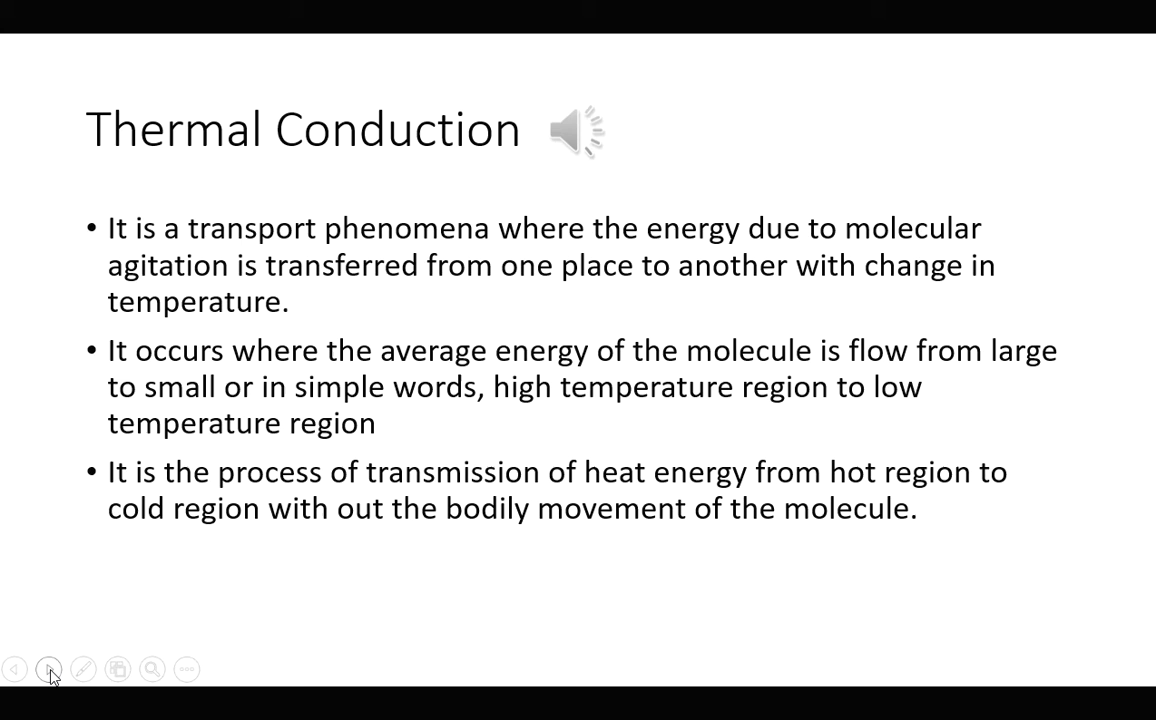 Thermal Conduction
• It is a transport phenomena where the energy due to molecular
agitation is transferred from one place to another with change in
temperature.
• It occurs where the average energy of the molecule is flow from large
to small or in simple words, high temperature region to low
temperature region
• It is the process of transmission of heat energy from hot region to
cold region with out the bodily movement of the molecule.